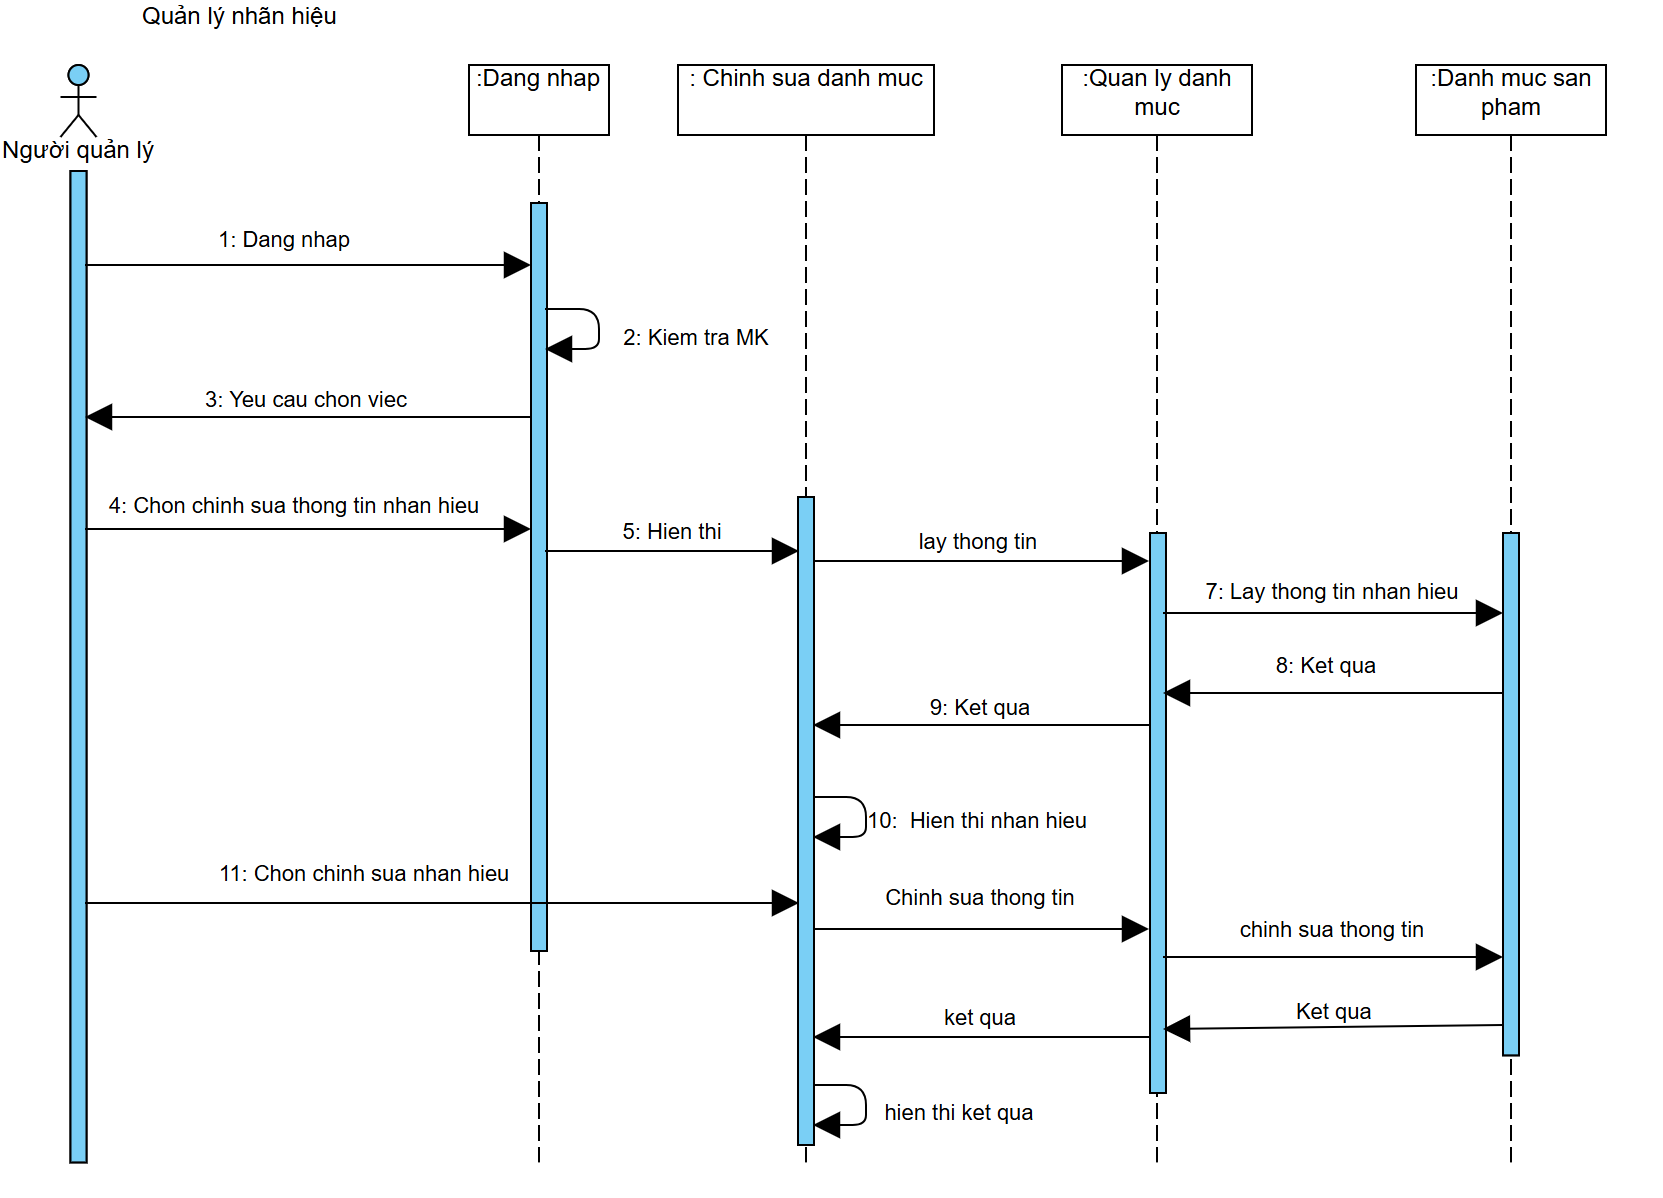 Quản lý nhãn hiệu
:Dang nhap
: Chinh sua danh muc
:Quan ly danh
muc
:Danh muc san
pham
Người quản lý
1: Dang nhap
2: Kiem tra MK
3: Yeu cau chon viec
4: Chon chinh sua thong tin nhan hieu
5: Hien thi
lay thong tin
7: Lay thong tin nhan hieu
8: Ket qua
9: Ket qua
10:  Hien thi nhan hieu
11: Chon chinh sua nhan hieu
Chinh sua thong tin
chinh sua thong tin
Ket qua
ket qua
hien thi ket qua